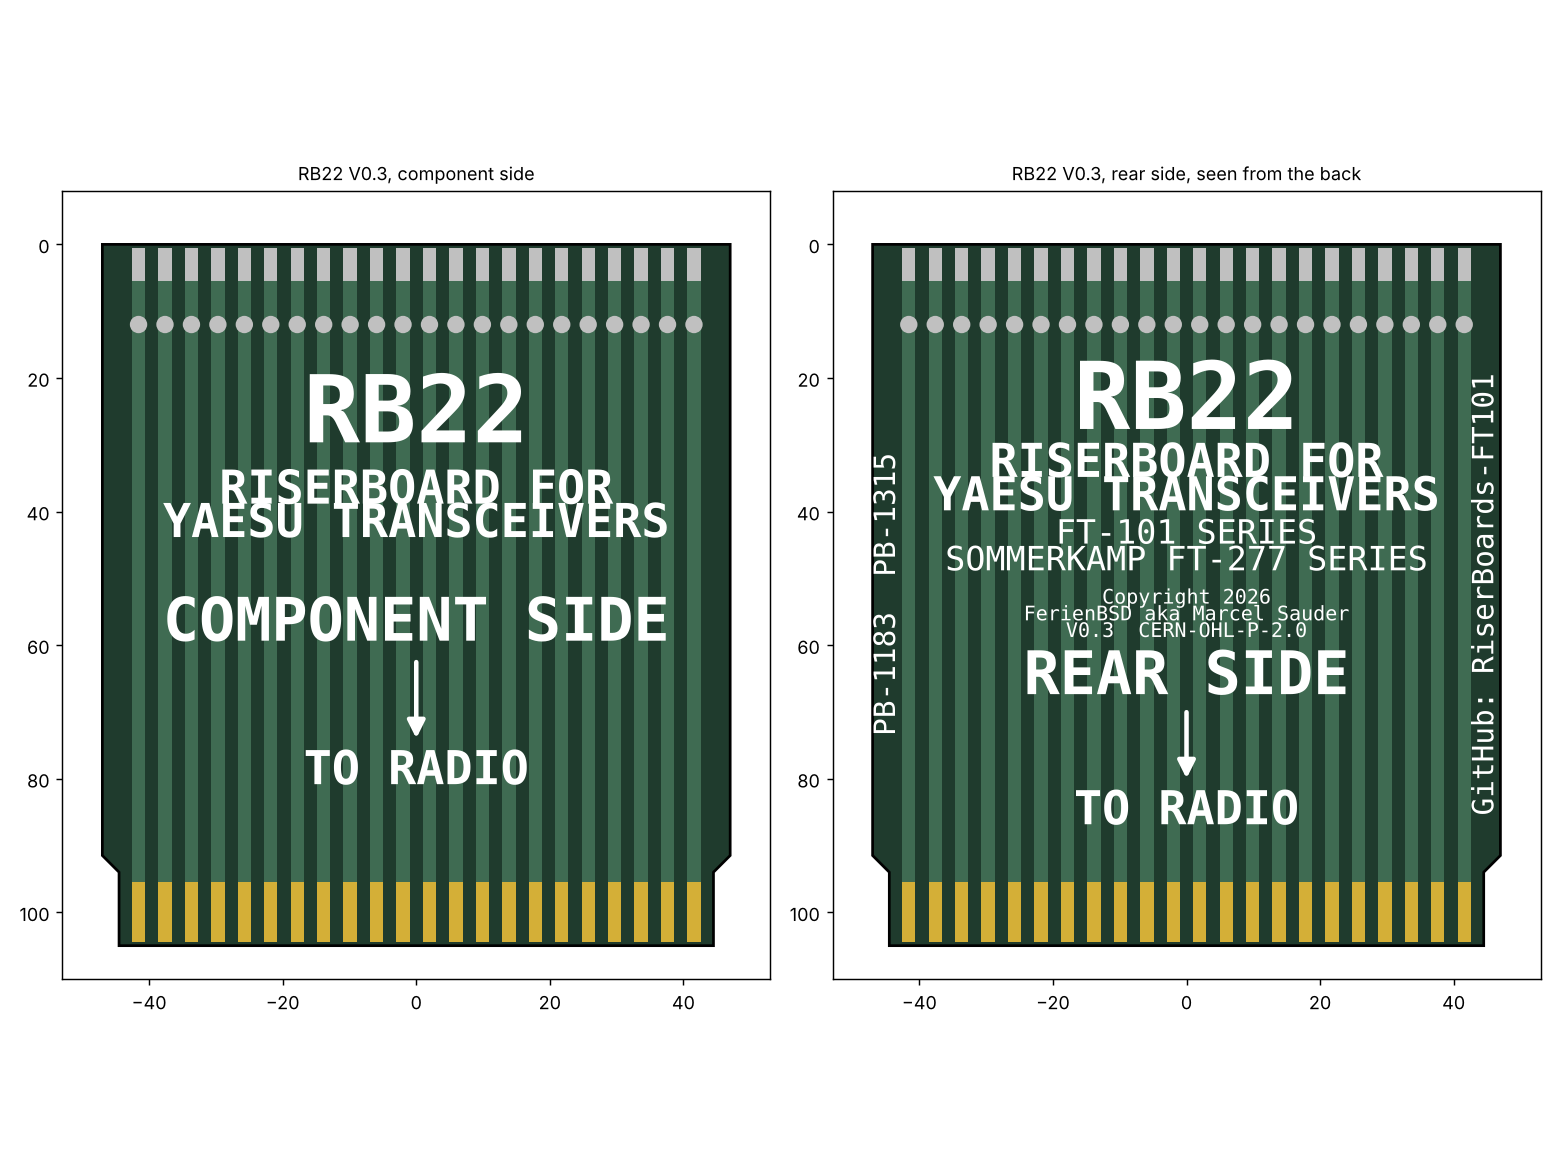 RB22 V0.3, component side
0
20
40
60
80
100
RB22
RISERBOARD FOR
YAESU TRANSCEIVERS
COMPONENT SIDE
TO RADIO
−40
−20
0
20
40
RB22 V0.3, rear side, seen from the back
0
20
40
60
80
100
PB-1183  PB-1315
RB22
RISERBOARD FOR
YAESU TRANSCEIVERS
FT-101 SERIES
SOMMERKAMP FT-277 SERIES
Copyright 2026
FerienBSD aka Marcel Sauder
V0.3  CERN-OHL-P-2.0
REAR SIDE
TO RADIO
GitHub: RiserBoards-FT101
−40
−20
0
20
40